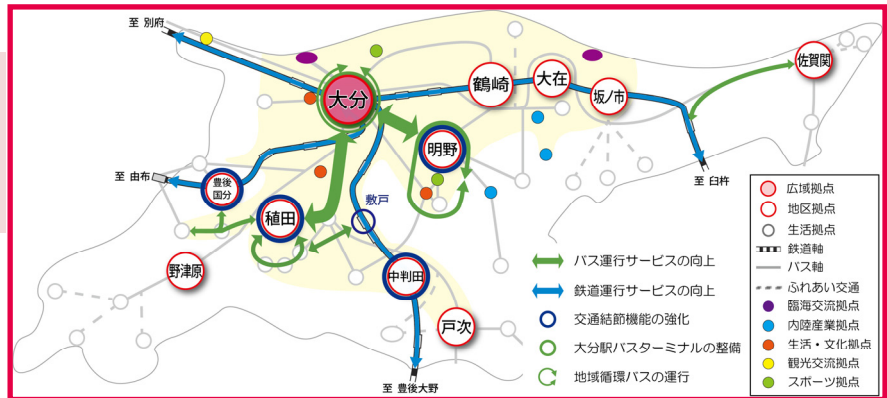 至 別府
大分
鶴崎
大在
坂ノ市
佐賀関
明野
至 臼杵
至 由布
豊後
国分
稙田
敷戸
野津原
中判田
戸次
至 豊後大野
バス運行サービスの向上
鉄道運行サービスの向上
交通結節機能の強化
大分駅バスターミナルの整備
地域循環バスの運行
広域拠点
地区拠点
生活拠点
鉄道軸
バス軸
ふれあい交通
臨海交流拠点
内陸産業拠点
生活・文化拠点
観光交流拠点
スポーツ拠点